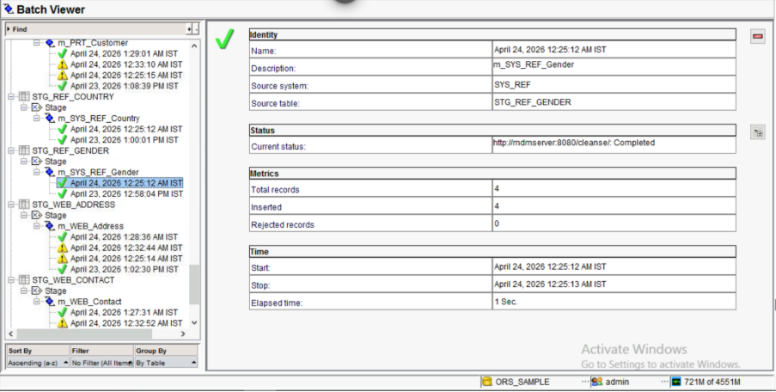 Batch Viewer
Find
m_PRT_Customer
April 24, 2026 1:29:01 AM IST
April 24, 2026 12:33:10 AM IST
April 24, 2026 12:25:15 AM IST
April 23, 2026 1:08:39 PM IST
STG_REF_COUNTRY
Stage
m_SYS_REF_Country
April 24, 2026 12:25:12 AM IST
April 23, 2026 1:00:01 PM IST
STG_REF_GENDER
Stage
m_SYS_REF_Gender
April 24, 2026 12:25:12 AM IST
April 23, 2026 12:58:04 PM IST
STG_WEB_ADDRESS
Stage
m_WEB_Address
April 24, 2026 1:28:36 AM IST
April 24, 2026 12:32:44 AM IST
April 24, 2026 12:25:14 AM IST
April 23, 2026 1:02:30 PM IST
STG_WEB_CONTACT
Stage
m_WEB_Contact
April 24, 2026 1:27:31 AM IST
April 24, 2026 12:32:52 AM IST
Sort By Filter Group By
Ascending (a-z) No Filter (All Items) By Table
Identity
Name: April 24, 2026 12:25:12 AM IST
Description: m_SYS_REF_Gender
Source system: SYS_REF
Source table: STG_REF_GENDER
Status
Current status: http://mdmserver:8080/cleanse/: Completed
Metrics
Total records 4
Inserted 4
Rejected records 0
Time
Start: April 24, 2026 12:25:12 AM IST
Stop: April 24, 2026 12:25:13 AM IST
Elapsed time: 1 Sec.
Activate Windows
Go to Settings to activate Windows.
ORS_SAMPLE admin 721M of 4551M